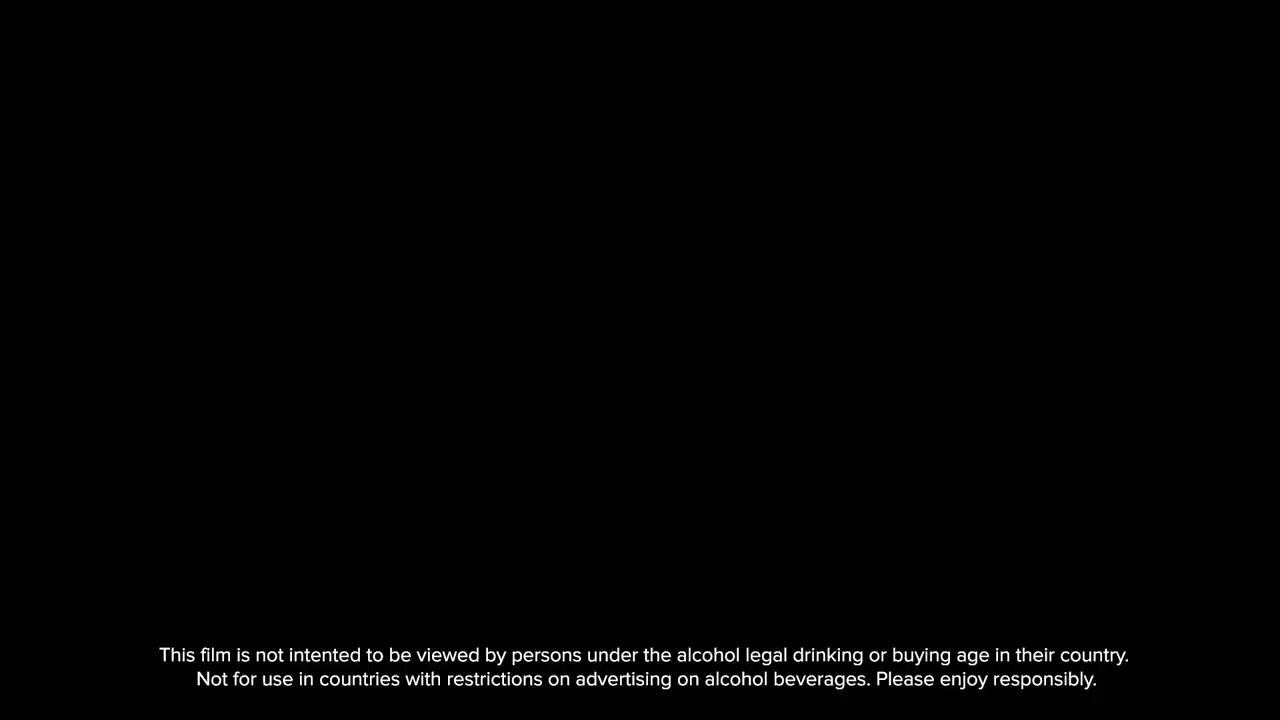 This film is not intented to be viewed by persons under the alcohol legal drinking or buying age in their country.
Not for use in countries with restrictions on advertising on alcohol beverages. Please enjoy responsibly.